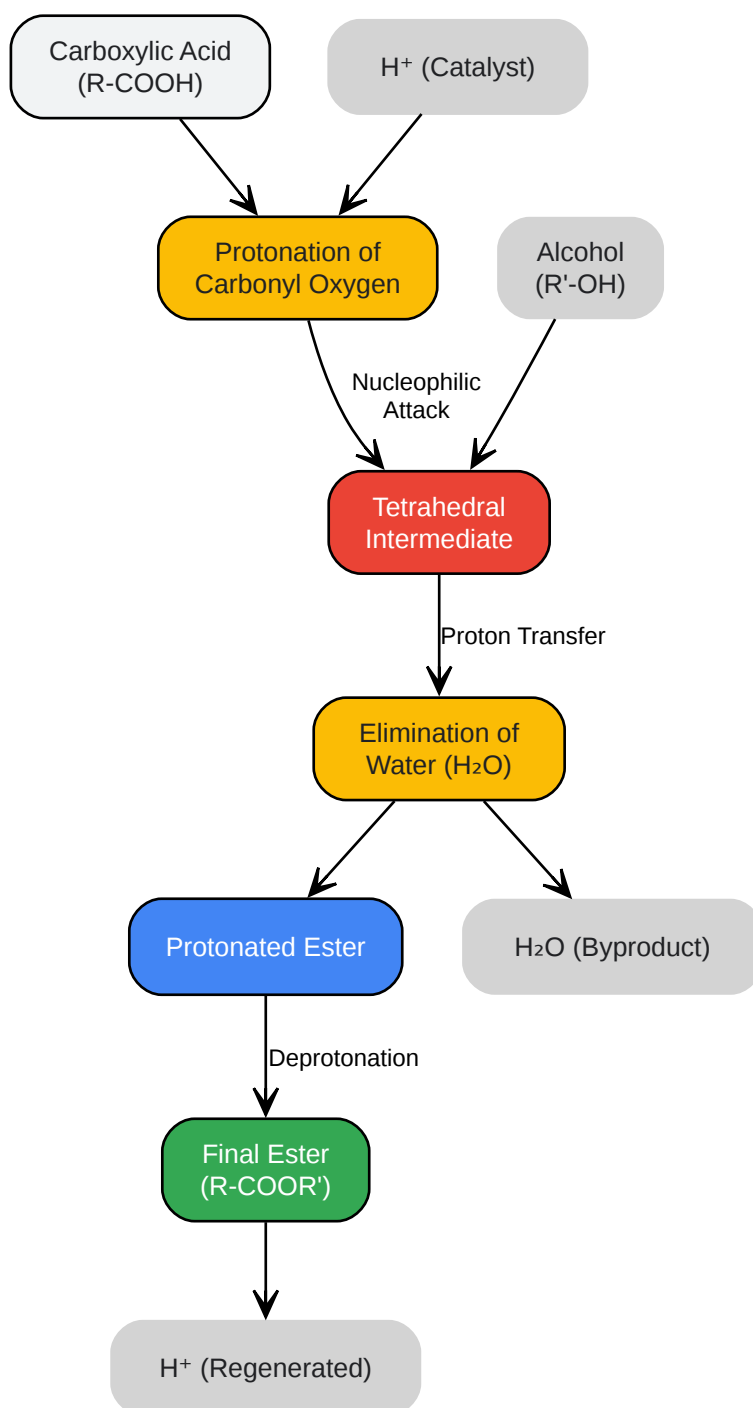 Carboxylic Acid
(R-COOH)
H⁺ (Catalyst)
Protonation of
Carbonyl Oxygen
Alcohol
(R'-OH)
Nucleophilic
Attack
Tetrahedral
Intermediate
Proton Transfer
Elimination of
Water (H₂O)
Protonated Ester
H₂O (Byproduct)
Deprotonation
Final Ester
(R-COOR')
H⁺ (Regenerated)